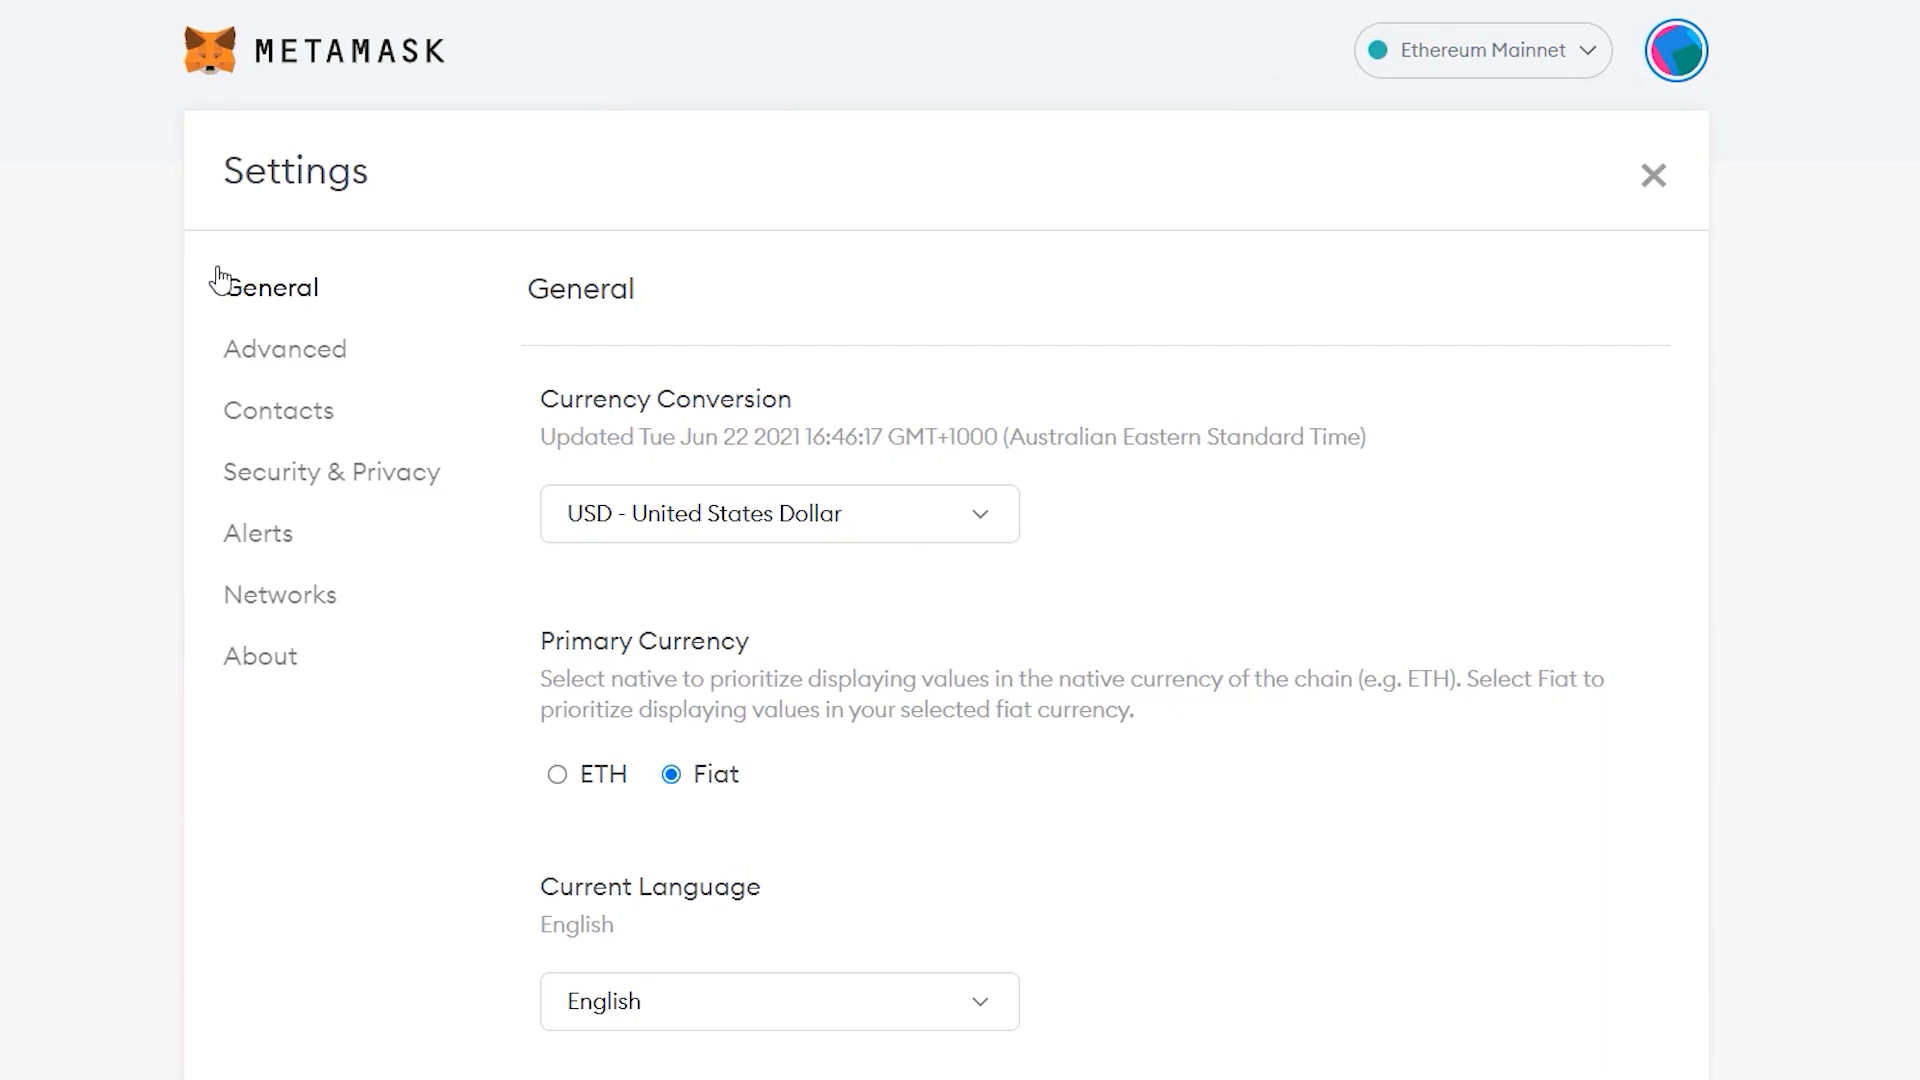 METAMASK
Ethereum Mainnet
Settings
General
Advanced
Contacts
Security & Privacy
Alerts
Networks
About
General
Currency Conversion
Updated Tue Jun 22 2021 16:46:17 GMT+1000 (Australian Eastern Standard Time)
USD - United States Dollar
Primary Currency
Select native to prioritize displaying values in the native currency of the chain (e.g. ETH). Select Fiat to
prioritize displaying values in your selected fiat currency.
ETH Fiat
Current Language
English
English